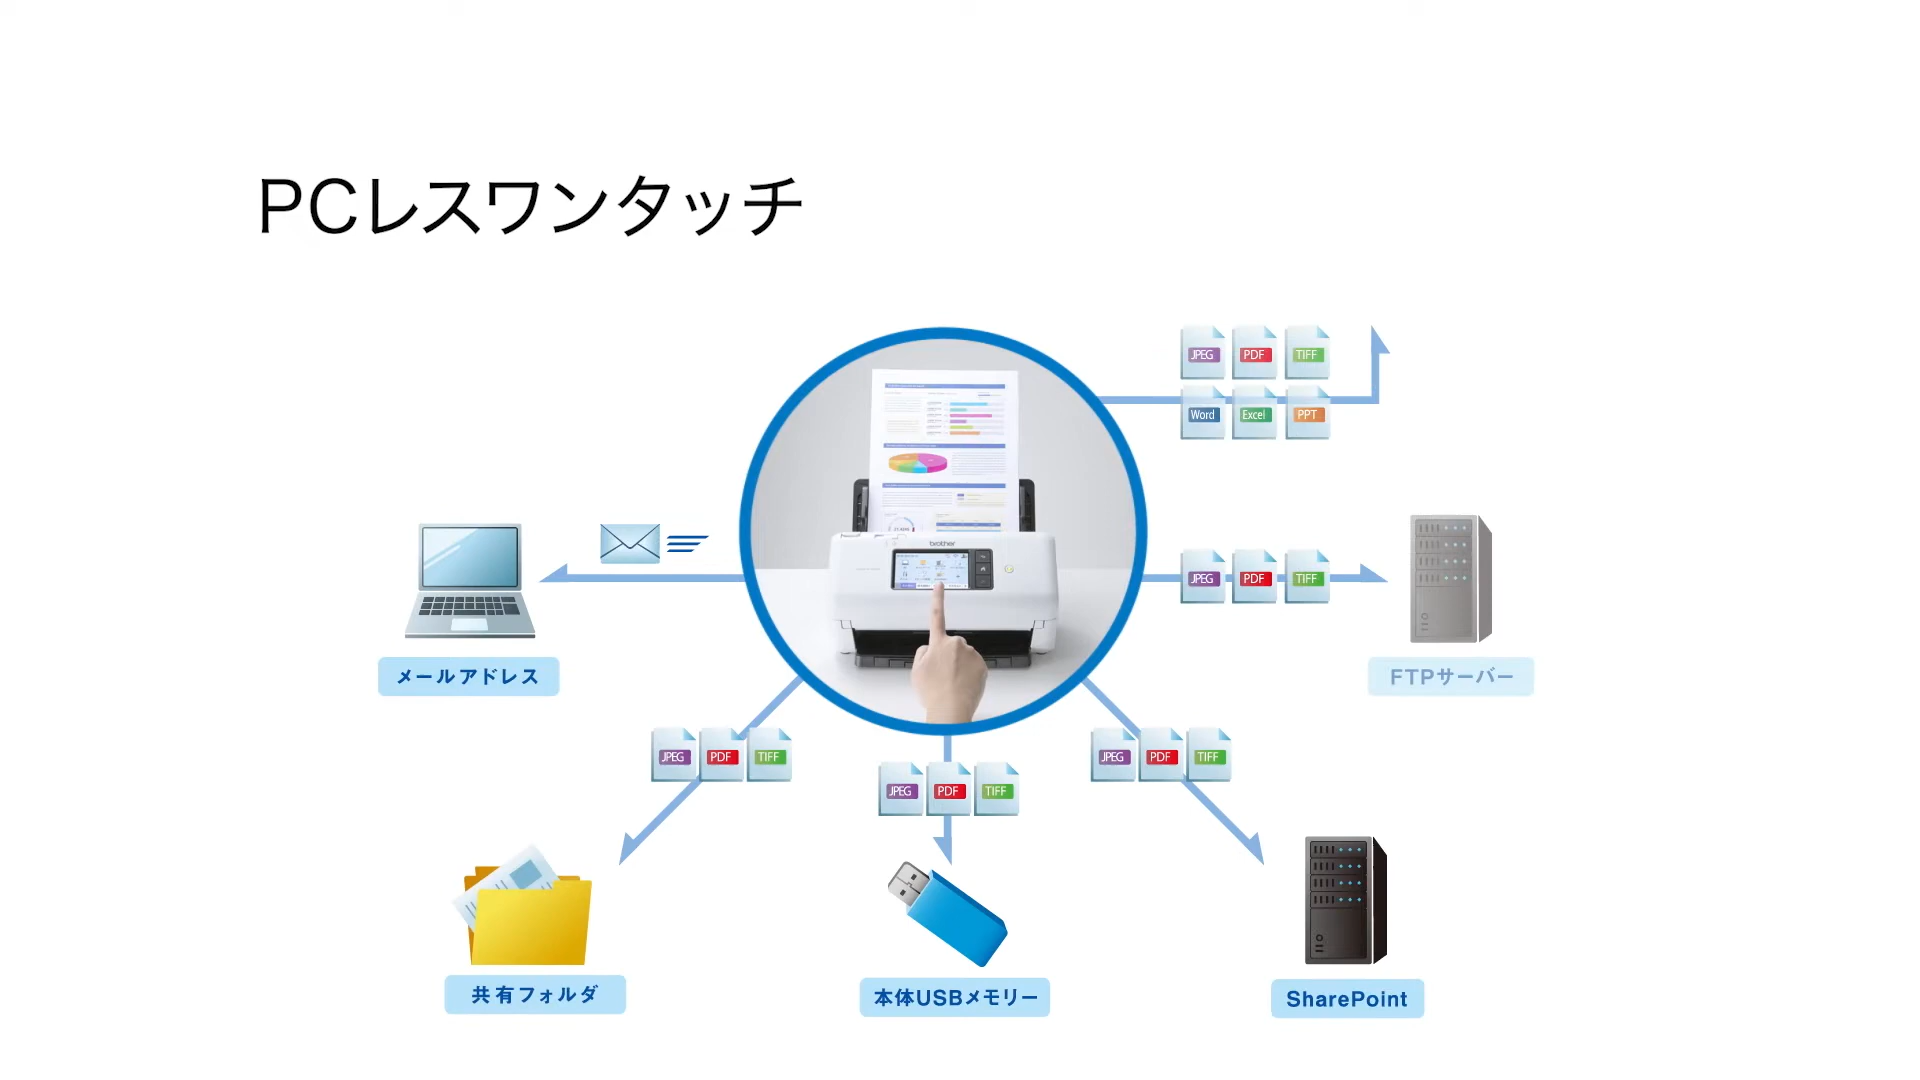 PCレスワンタッチ
JPEG PDF TIFF
Word Excel PPT
brother
JPEG PDF TIFF
メールアドレス
FTPサーバー
JPEG PDF TIFF
JPEG PDF TIFF
JPEG PDF TIFF
共有フォルダ
本体USBメモリー
SharePoint